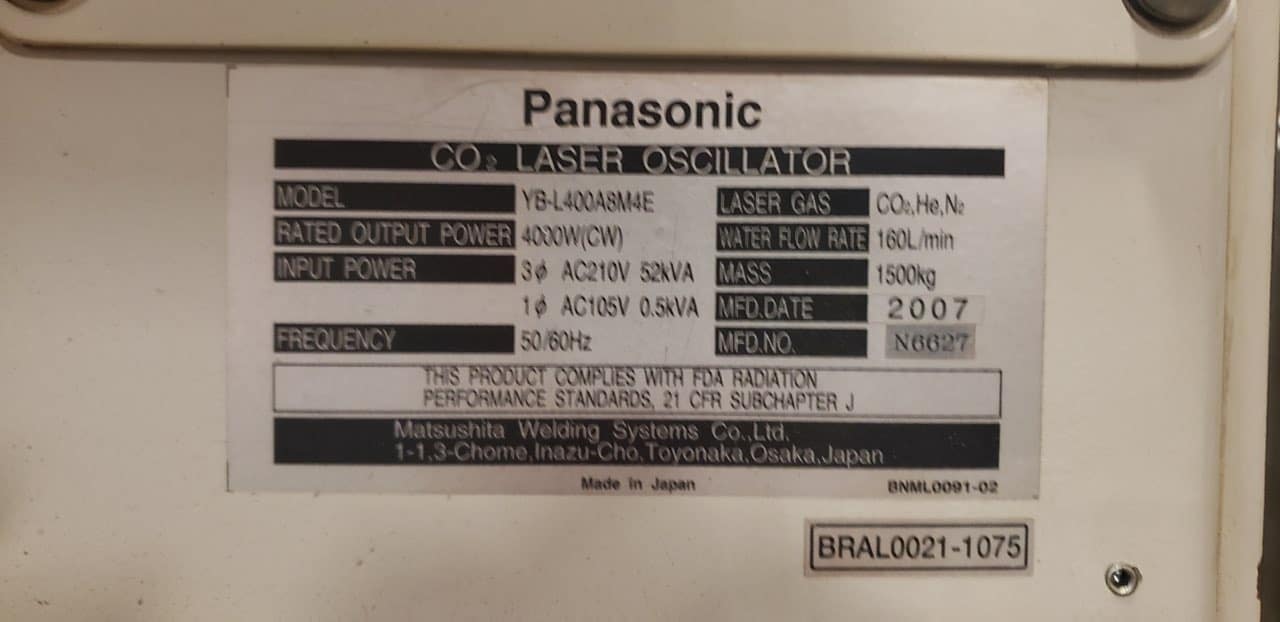 Panasonic
CO₂ LASER OSCILLATOR
MODEL YB-L400A8M4E LASER GAS CO₂,He,N₂
RATED OUTPUT POWER 4000W(CW) WATER FLOW RATE 160L/min
INPUT POWER 3ϕ AC210V 52kVA MASS 1500kg
1ϕ AC105V 0.5kVA MFD.DATE 2007
FREQUENCY 50/60Hz MFD.NO. N6627
THIS PRODUCT COMPLIES WITH FDA RADIATION
PERFORMANCE STANDARDS, 21 CFR SUBCHAPTER J
Matsushita Welding Systems Co.,Ltd.
1-1,3-Chome,Inazu-Cho,Toyonaka,Osaka,Japan
Made in Japan BNML0091-02
BRAL0021-1075